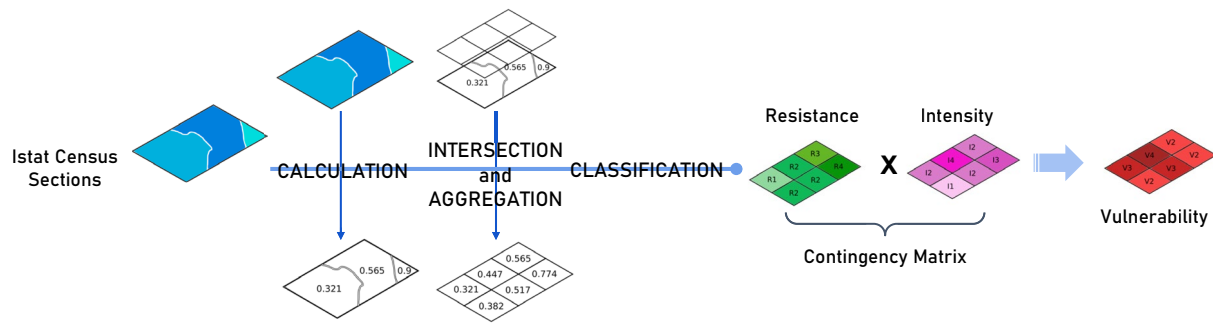 Istat Census
Sections
CALCULATION
0.321
0.565
0.9
0.321
0.565
0.9
INTERSECTION
and
AGGREGATION
0.565
0.447
0.774
0.321
0.517
0.382
CLASSIFICATION
Resistance
R3
R2
R4
R1
R2
R2
X
Intensity
I2
I4
I3
I2
I2
I1
Contingency Matrix
V2
V4
V2
V3
V3
V2
Vulnerability